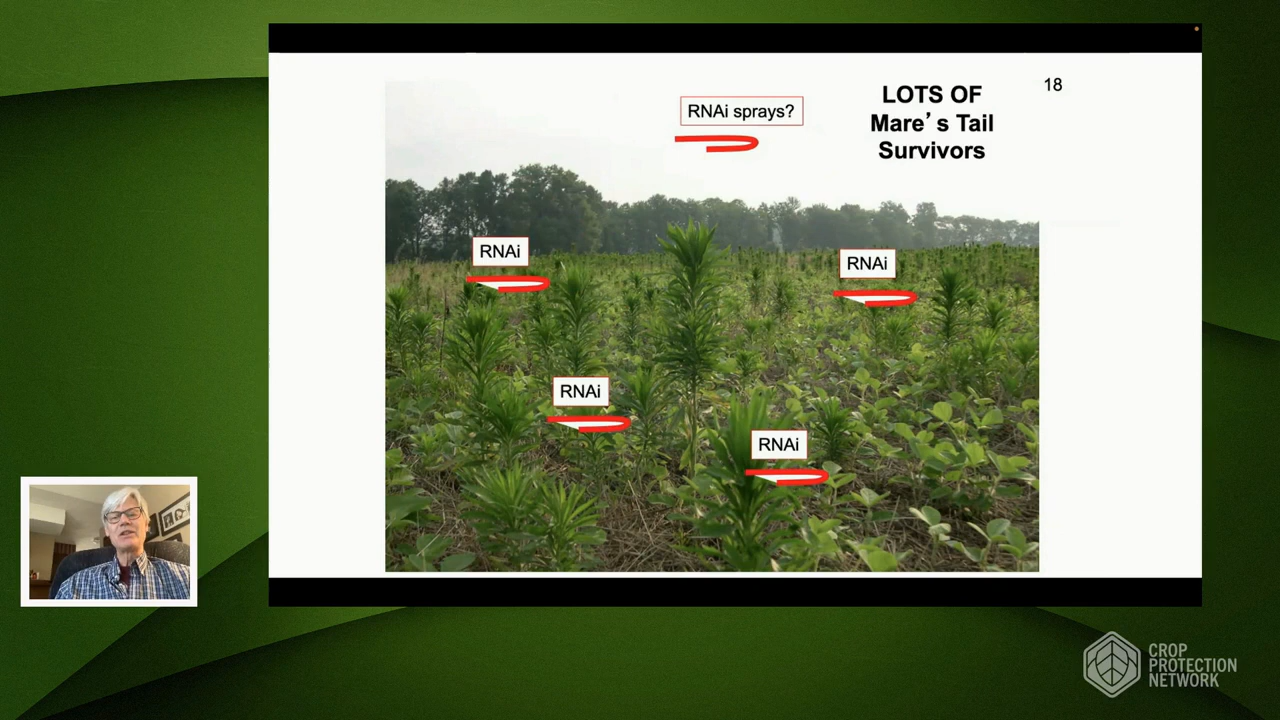 18
LOTS OF
Mare’s Tail
Survivors
RNAi sprays?
RNAi
RNAi
RNAi
RNAi
CROP
PROTECTION
NETWORK